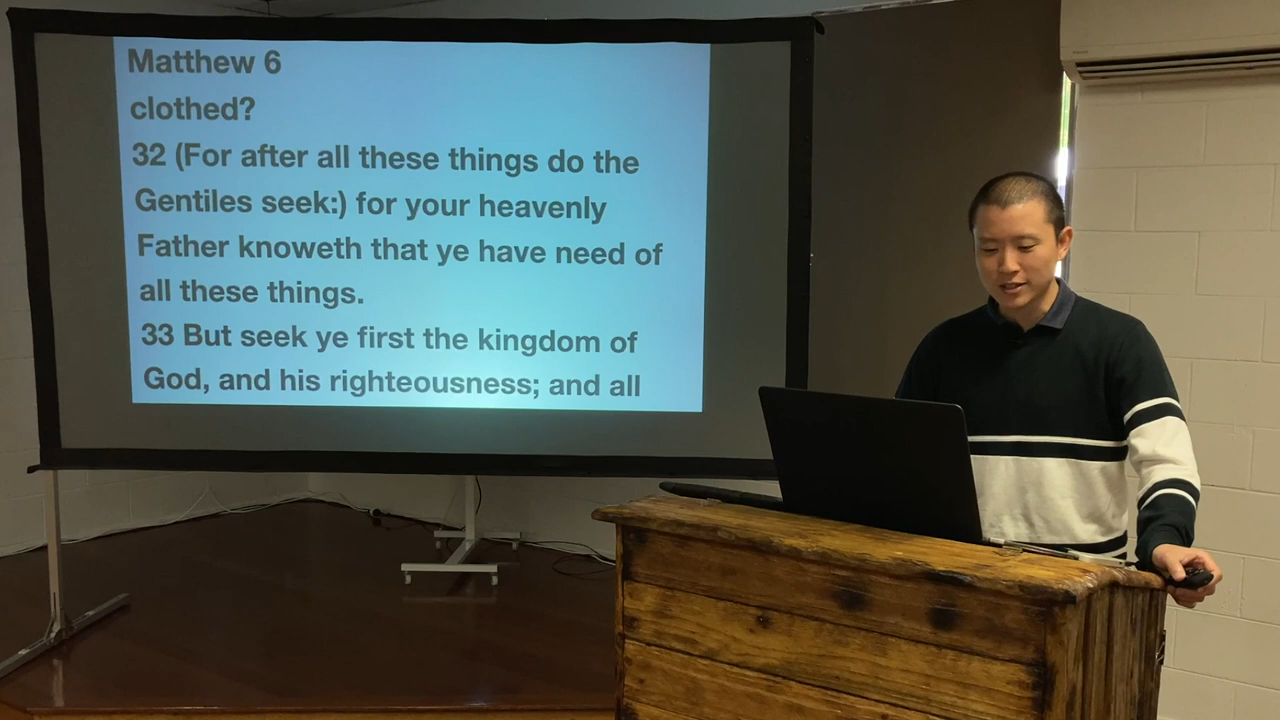 Matthew 6
clothed?
32 (For after all these things do the
Gentiles seek:) for your heavenly
Father knoweth that ye have need of
all these things.
33 But seek ye first the kingdom of
God, and his righteousness; and all